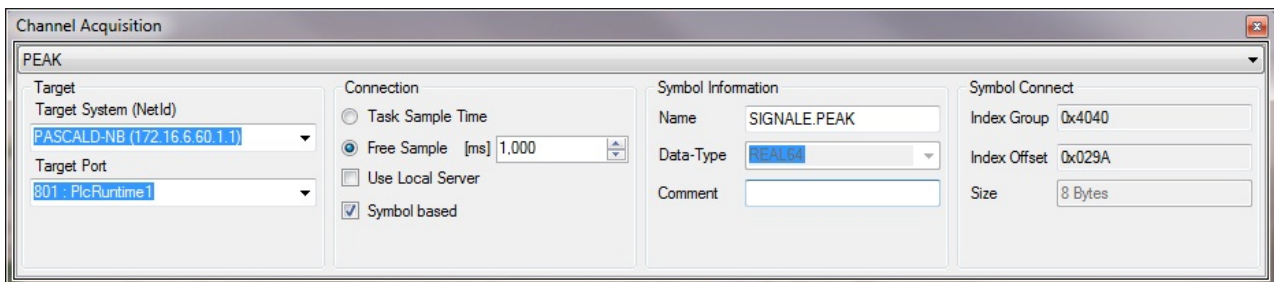 Channel Acquisition
PEAK
Target
Target System (NetId)
PASCALD-NB (172.16.6.60.1.1)
Target Port
801 : PlcRuntime1
Connection
Task Sample Time
Free Sample [ms] 1,000
Use Local Server
Symbol based
Symbol Information
Name SIGNALE.PEAK
Data-Type REAL64
Comment
Symbol Connect
Index Group 0x4040
Index Offset 0x029A
Size 8 Bytes